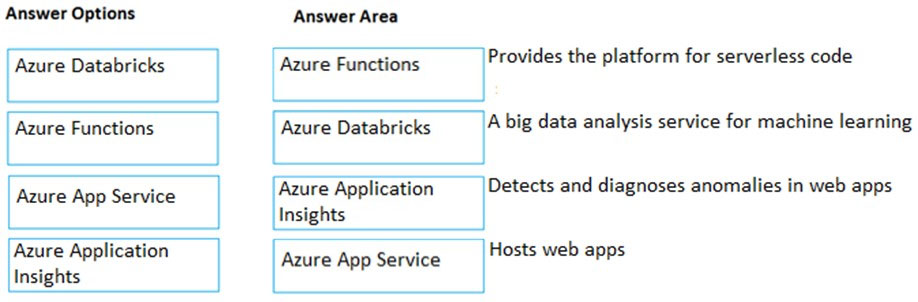 Answer Options
Answer Area
Azure Databricks
Azure Functions
Provides the platform for serverless code
Azure Functions
Azure Databricks
A big data analysis service for machine learning
Azure App Service
Azure Application
Insights
Detects and diagnoses anomalies in web apps
Azure Application
Insights
Azure App Service
Hosts web apps